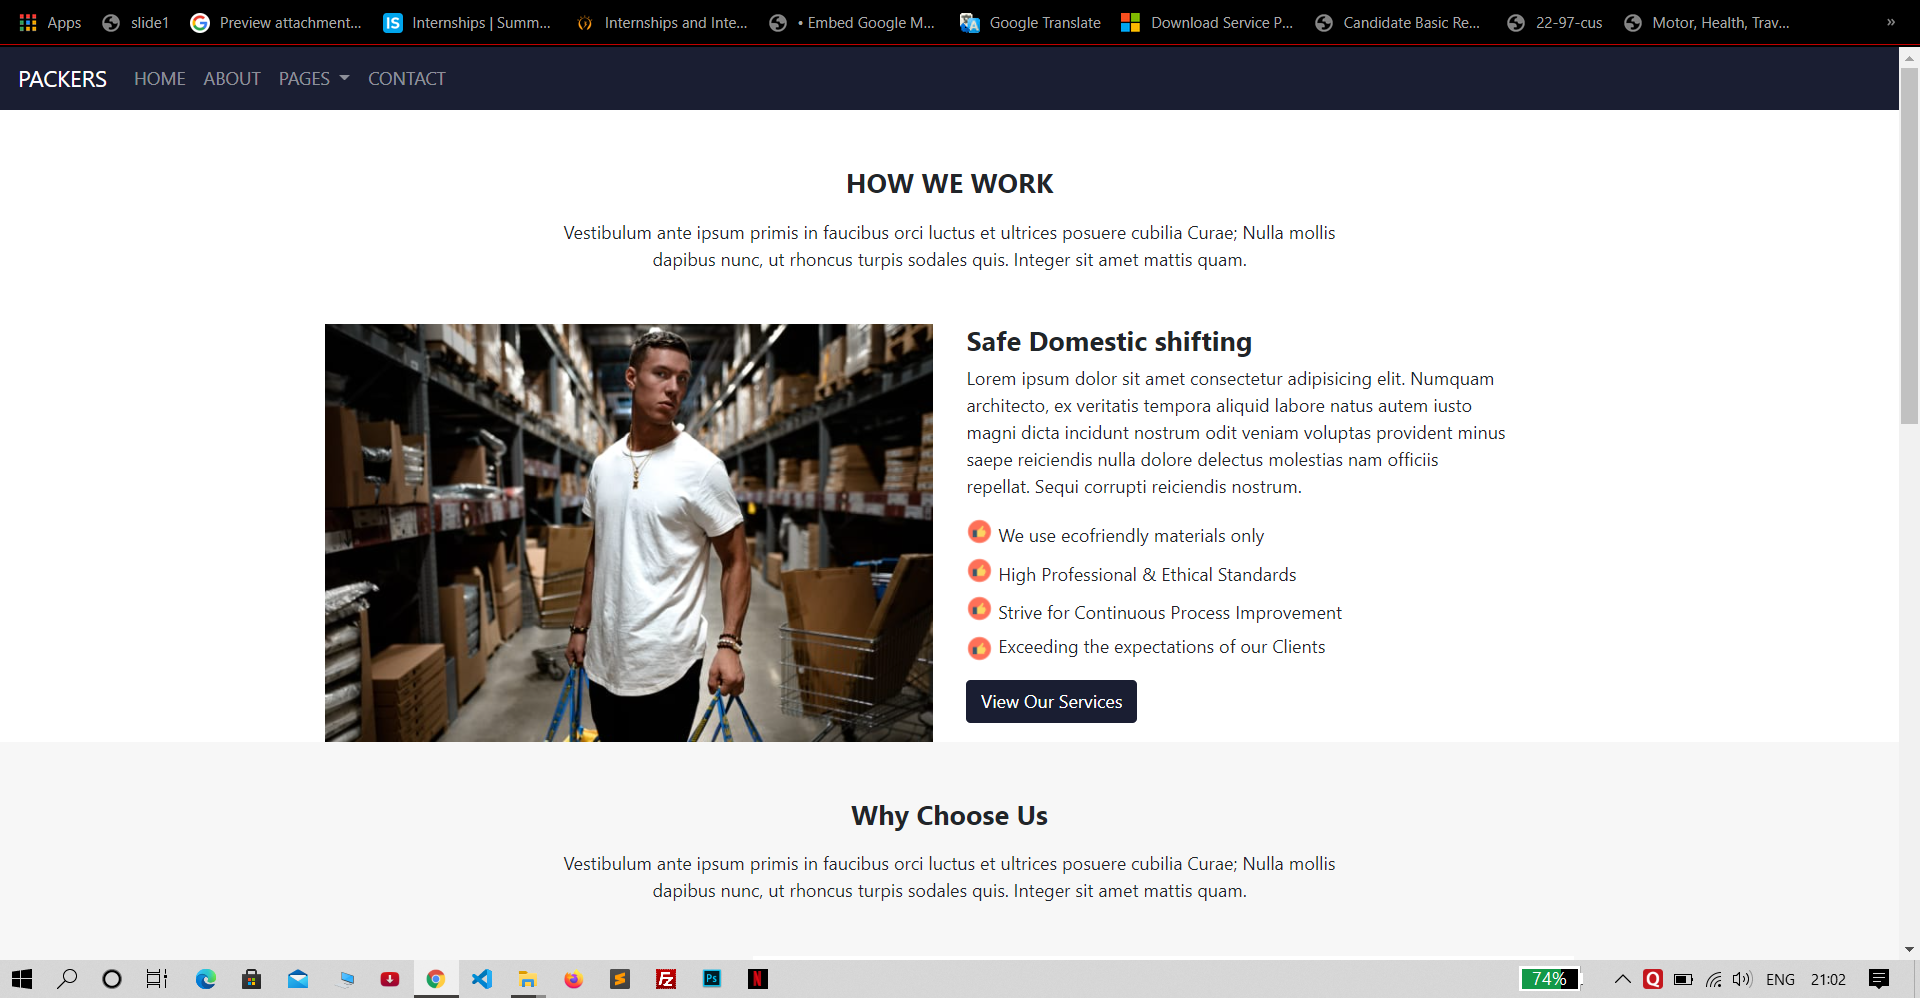 Apps slide1 Preview attachment... Internships | Summ... Internships and Inte... • Embed Google M... Google Translate Download Service P... Candidate Basic Re... 22-97-cus Motor, Health, Trav... »
PACKERS HOME ABOUT PAGES CONTACT
HOW WE WORK
Vestibulum ante ipsum primis in faucibus orci luctus et ultrices posuere cubilia Curae; Nulla mollis
dapibus nunc, ut rhoncus turpis sodales quis. Integer sit amet mattis quam.
Safe Domestic shifting
Lorem ipsum dolor sit amet consectetur adipisicing elit. Numquam
architecto, ex veritatis tempora aliquid labore natus autem iusto
magni dicta incidunt nostrum odit veniam voluptas provident minus
saepe reiciendis nulla dolore delectus molestias nam officiis
repellat. Sequi corrupti reiciendis nostrum.
We use ecofriendly materials only
High Professional & Ethical Standards
Strive for Continuous Process Improvement
Exceeding the expectations of our Clients
View Our Services
Why Choose Us
Vestibulum ante ipsum primis in faucibus orci luctus et ultrices posuere cubilia Curae; Nulla mollis
dapibus nunc, ut rhoncus turpis sodales quis. Integer sit amet mattis quam.
74% ENG 21:02